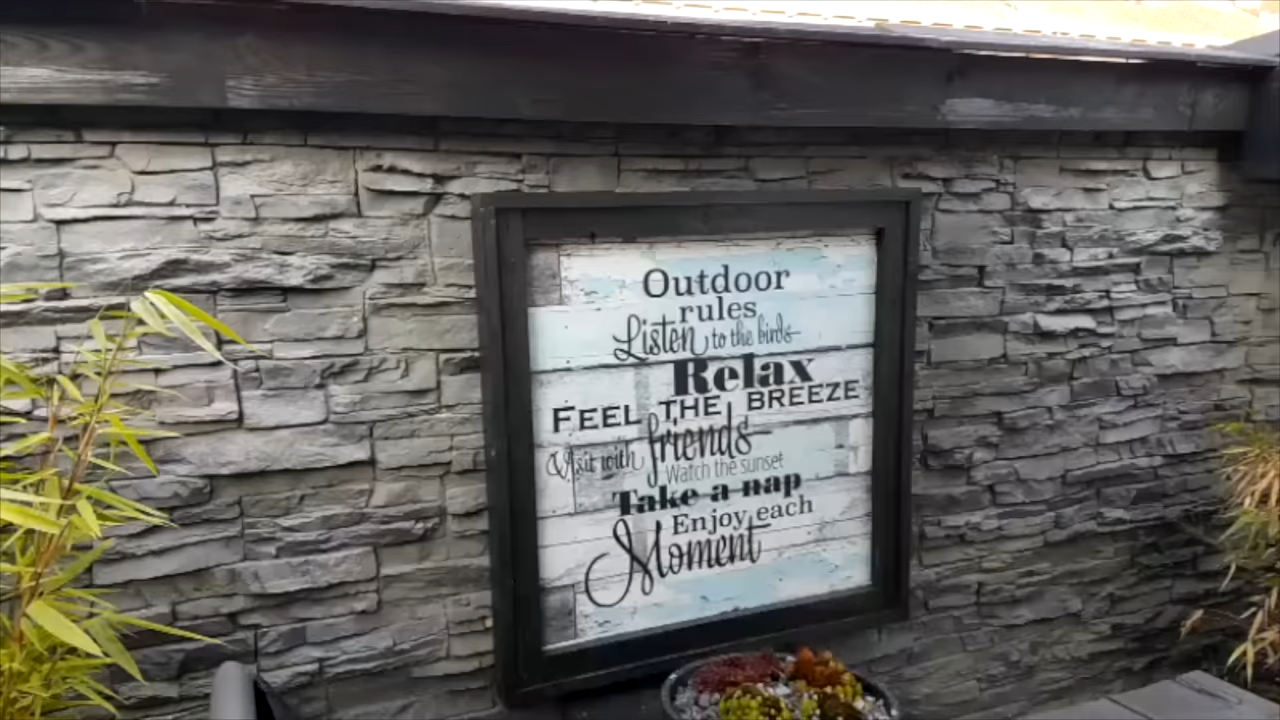 Outdoor
rules
Listen to the birds
Relax
FEEL THE BREEZE
Visit with friends
Watch the sunset
Take a nap
Enjoy each
Moment